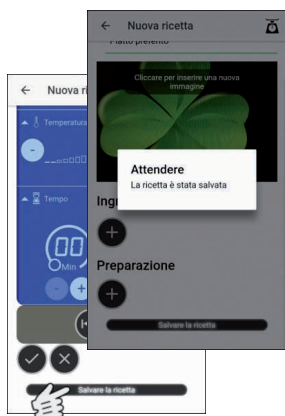 ← Nuova ri
Temperatura
-
Tempo
00
Min
- +
Salvare la ricetta
← Nuova ricetta
Piatto preferito
Cliccare per inserire una nuova
immagine
Attendere
La ricetta è stata salvata
Ingr
+
Preparazione
+
Salvare la ricetta